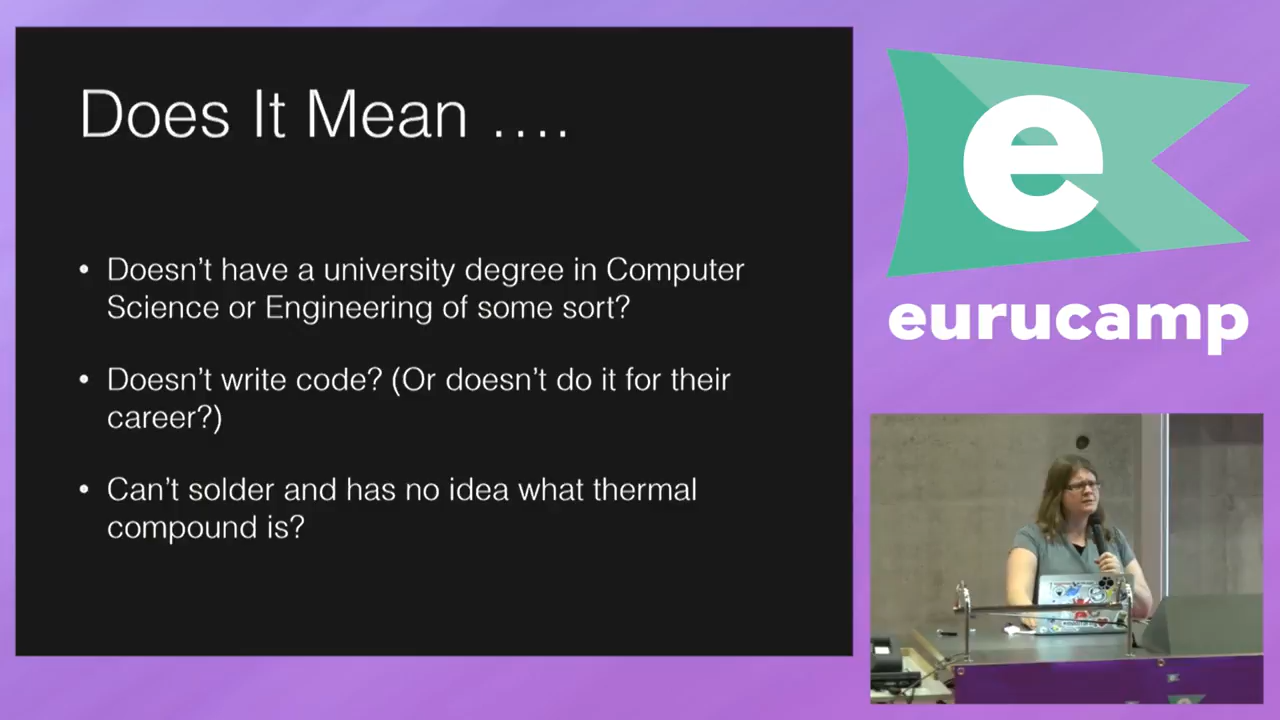 Does It Mean ....
• Doesn't have a university degree in Computer
Science or Engineering of some sort?
• Doesn't write code? (Or doesn't do it for their
career?)
• Can't solder and has no idea what thermal
compound is?
e
eurucamp